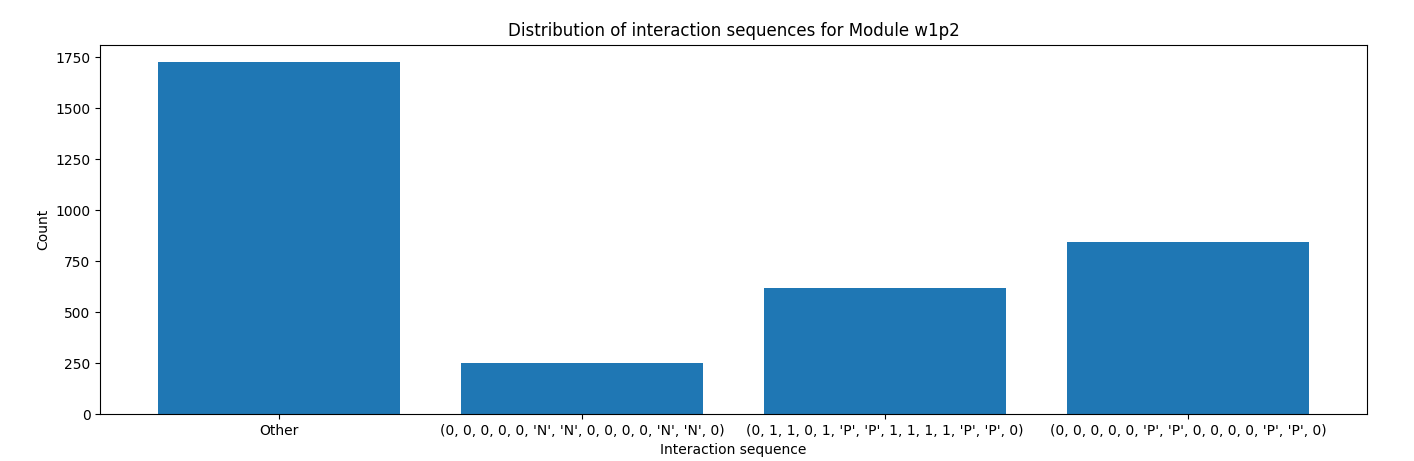 Distribution of interaction sequences for Module w1p2
1750
1500
1250
1000
750
500
250
0
Count
Other
(0, 0, 0, 0, 0, 'N', 'N', 0, 0, 0, 0, 'N', 'N', 0)
(0, 1, 1, 0, 1, 'P', 'P', 1, 1, 1, 1, 'P', 'P', 0)
(0, 0, 0, 0, 0, 'P', 'P', 0, 0, 0, 0, 'P', 'P', 0)
Interaction sequence